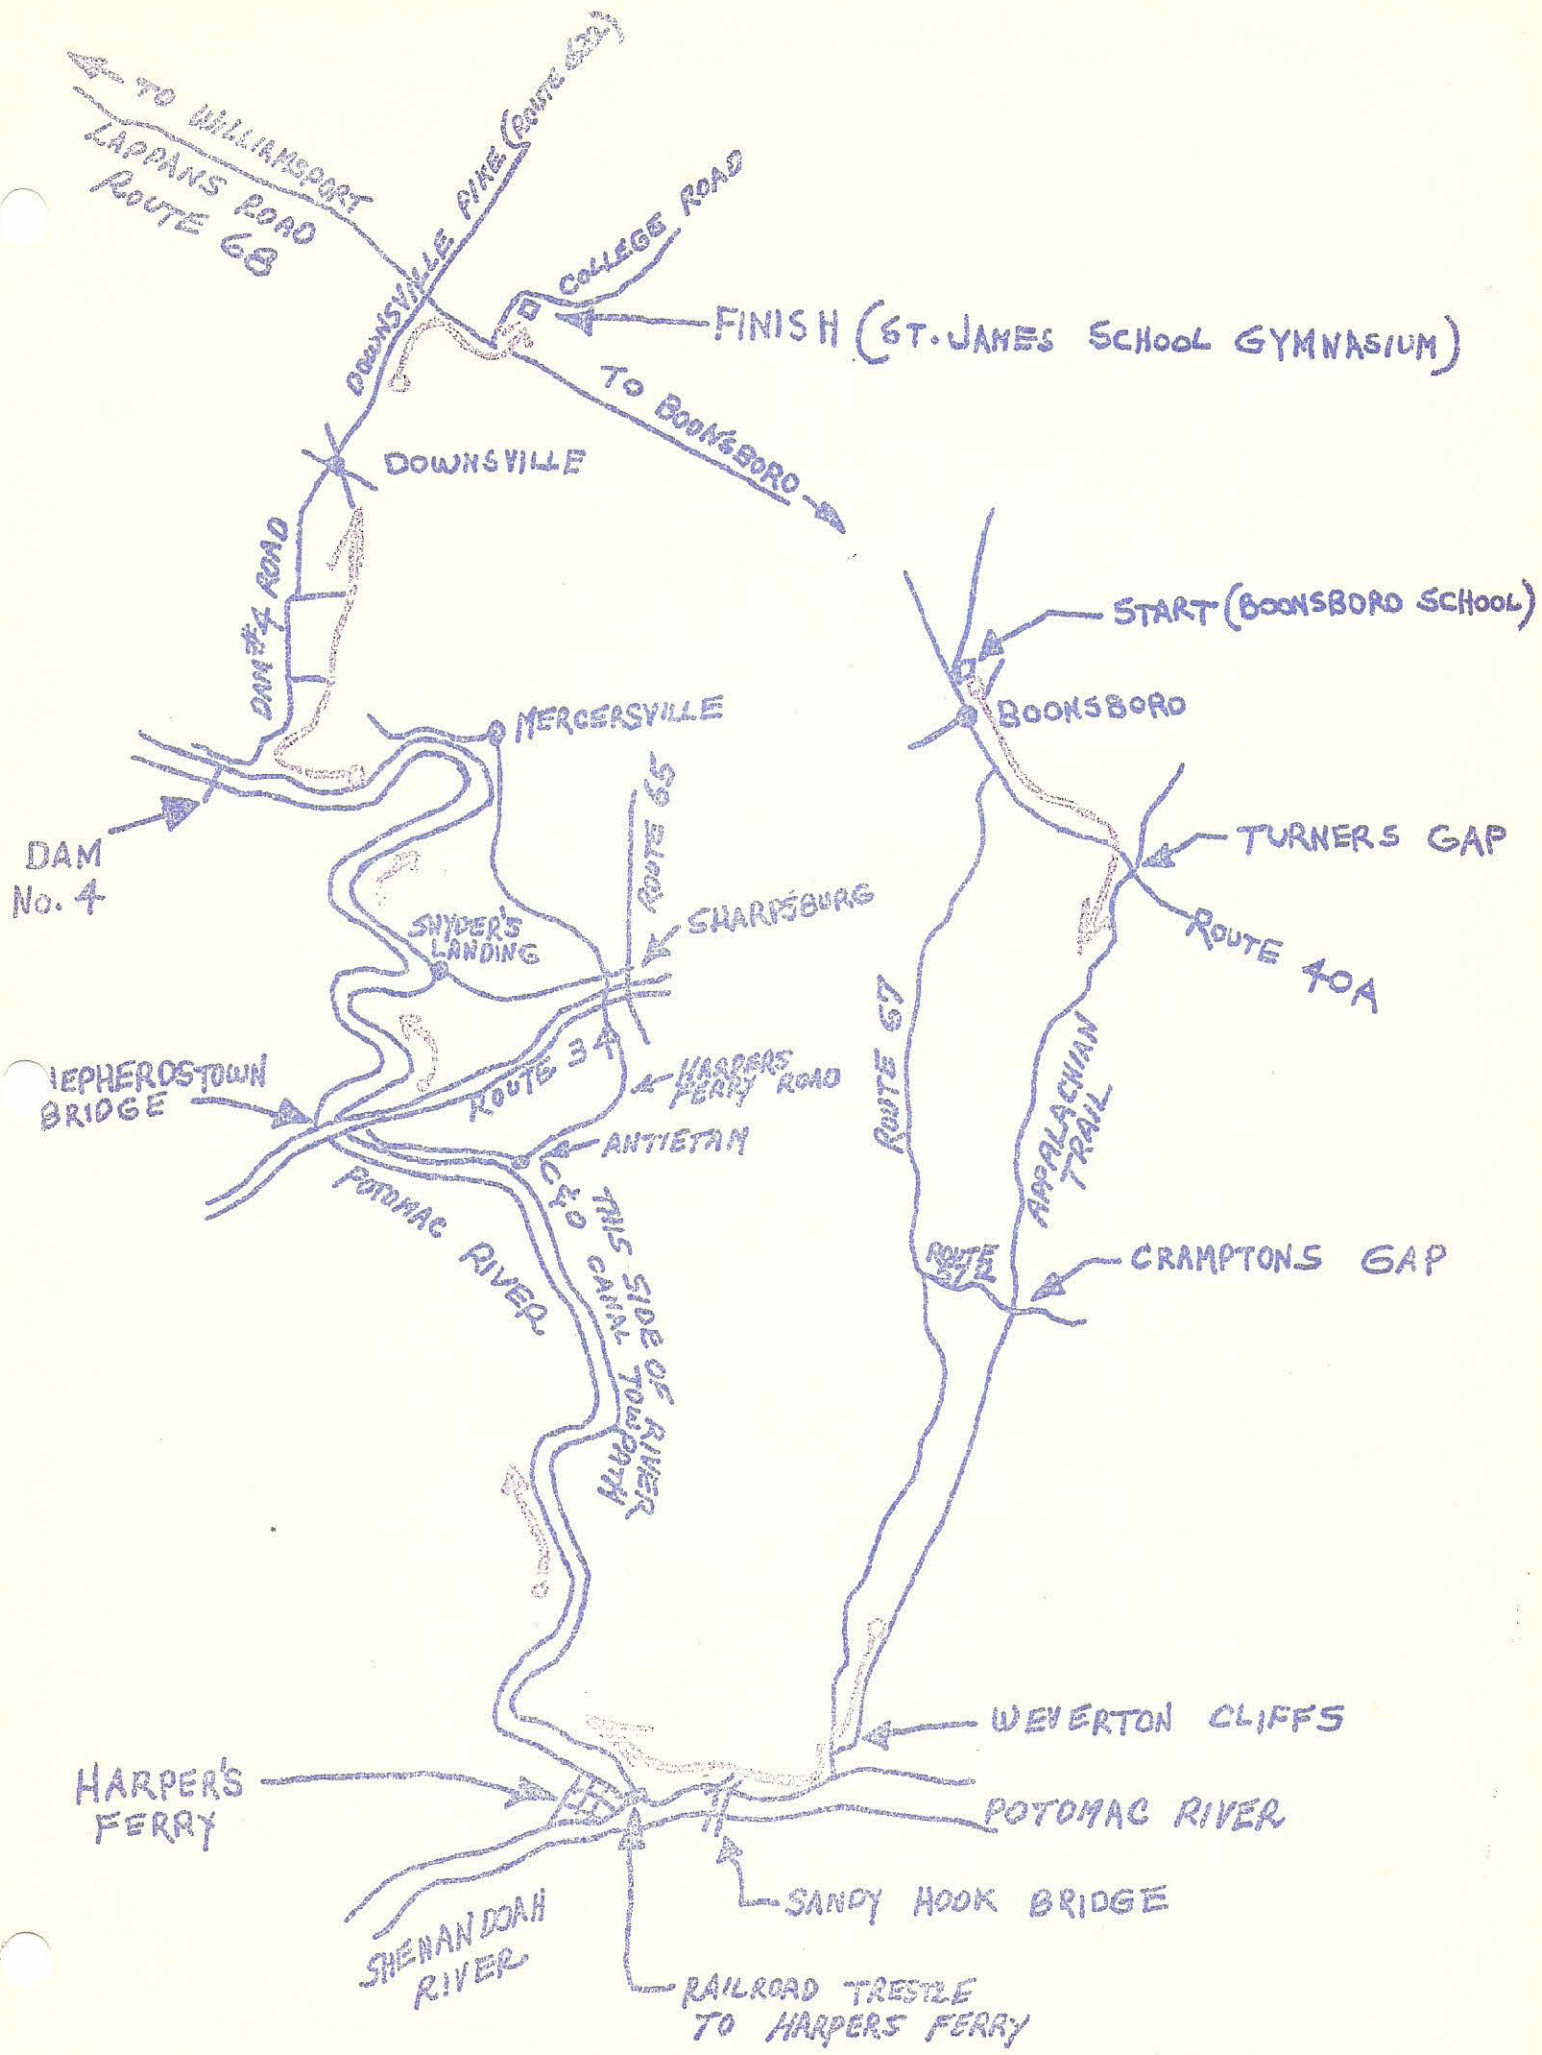 TO WILLIAMSPORT
LAPPANS ROAD
ROUTE 68
DOWNSVILLE PIKE (ROUTE 632)
COLLEGE ROAD
FINISH (ST. JAMES SCHOOL GYMNASIUM)
TO BOONSBORO
DOWNSVILLE
DAM #4 ROAD
START (BOONSBORO SCHOOL)
BOONSBORO
MERCERSVILLE
ROUTE 65
DAM
No. 4
TURNERS GAP
SHARPSBURG
SNYDER'S
LANDING
ROUTE 40A
ROUTE 67
APPALACHIAN
TRAIL
ROUTE 34
HARPERS
FERRY ROAD
HEPHERDSTOWN
BRIDGE
ANTIETAM
POTOMAC RIVER
THIS SIDE OF RIVER
C & O CANAL TOWPATH
ROUTE
CRAMPTONS GAP
WEVERTON CLIFFS
HARPER'S
FERRY
POTOMAC RIVER
SANDY HOOK BRIDGE
SHENANDOAH
RIVER
RAILROAD TRESTLE
TO HARPERS FERRY